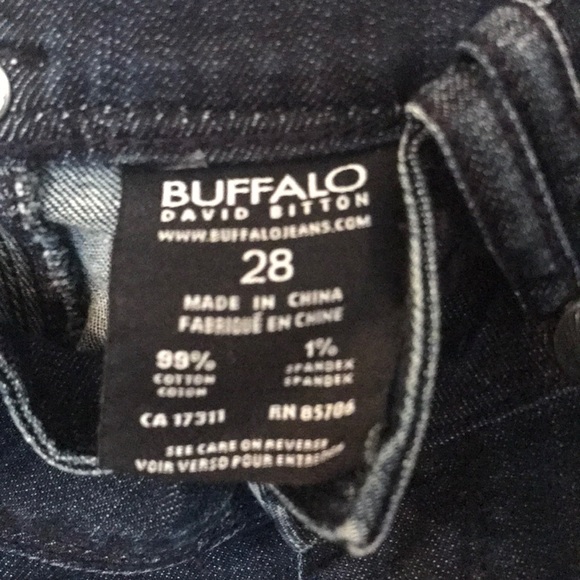 BUFFALO
DAVID BITTON
WWW.BUFFALOJEANS.COM
28
MADE IN CHINA
FABRIQUÉ EN CHINE
99% 1%
COTTON SPANDEX
COTON SPANDEX
CA 17311 RN 85706
SEE CARE ON REVERSE
VOIR VERSO POUR ENTRETIEN